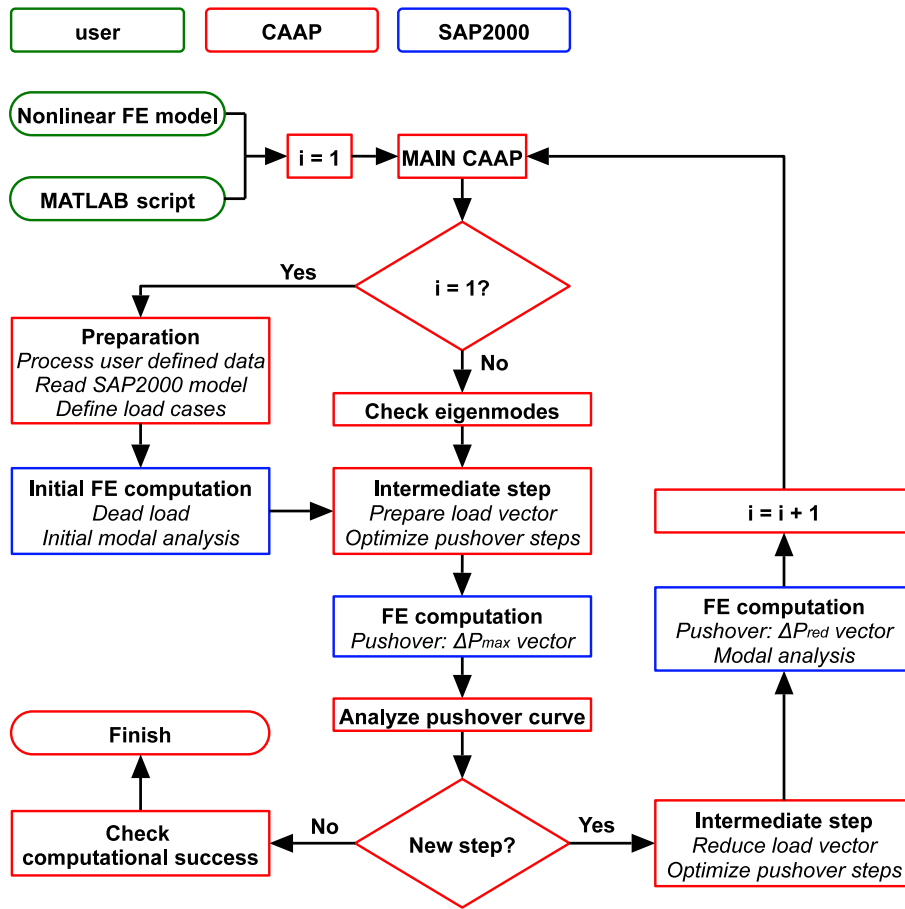 user
CAAP
SAP2000
Nonlinear FE model
MATLAB script
i = 1
MAIN CAAP
i = 1?
Yes
No
Preparation
Process user defined data
Read SAP2000 model
Define load cases
Check eigenmodes
Initial FE computation
Dead load
Initial modal analysis
Intermediate step
Prepare load vector
Optimize pushover steps
FE computation
Pushover: ΔPmax vector
Analyze pushover curve
New step?
No
Yes
Check
computational success
Finish
Intermediate step
Reduce load vector
Optimize pushover steps
FE computation
Pushover: ΔPred vector
Modal analysis
i = i + 1